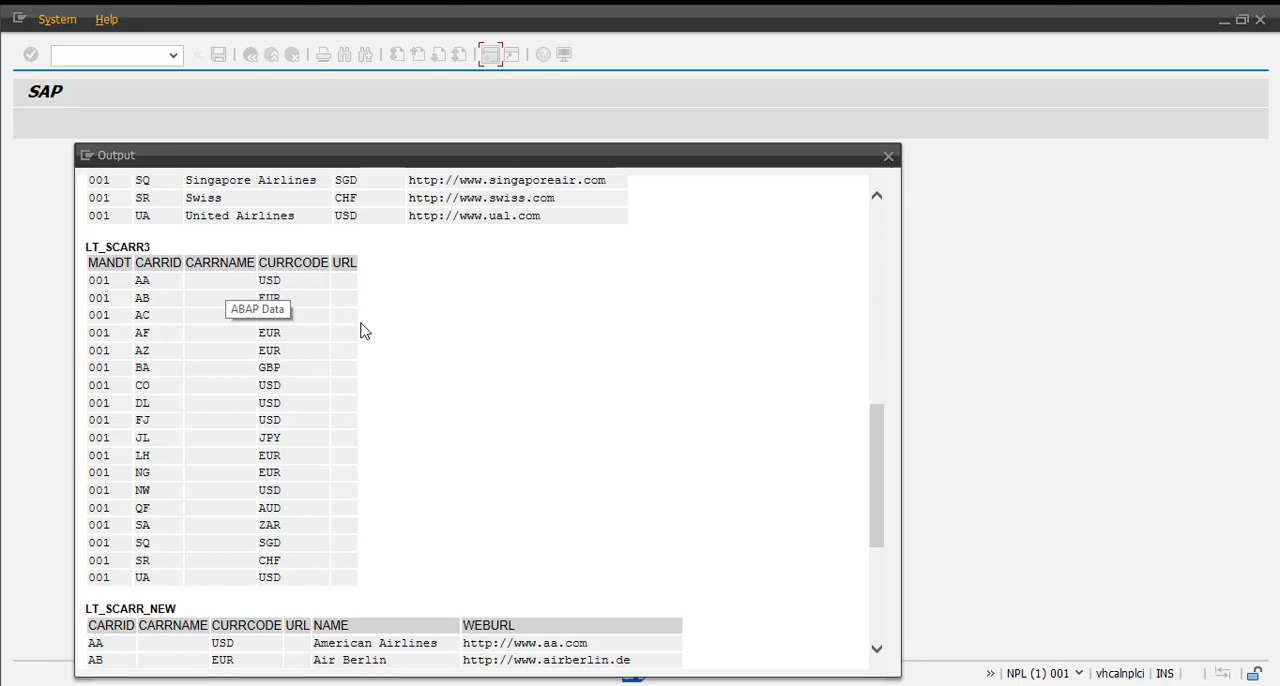 System Help
SAP
Output
001 SQ Singapore Airlines SGD http://www.singaporeair.com
001 SR Swiss CHF http://www.swiss.com
001 UA United Airlines USD http://www.ual.com
LT_SCARR3
MANDT CARRID CARRNAME CURRCODE URL
001 AA USD
001 AB EUR
ABAP Data
001 AC
001 AF EUR
001 AZ EUR
001 BA GBP
001 CO USD
001 DL USD
001 FJ USD
001 JL JPY
001 LH EUR
001 NG EUR
001 NW USD
001 QF AUD
001 SA ZAR
001 SQ SGD
001 SR CHF
001 UA USD
LT_SCARR_NEW
CARRID CARRNAME CURRCODE URL NAME WEBURL
AA USD American Airlines http://www.aa.com
AB EUR Air Berlin http://www.airberlin.de
» NPL (1) 001 vhcalnplci INS